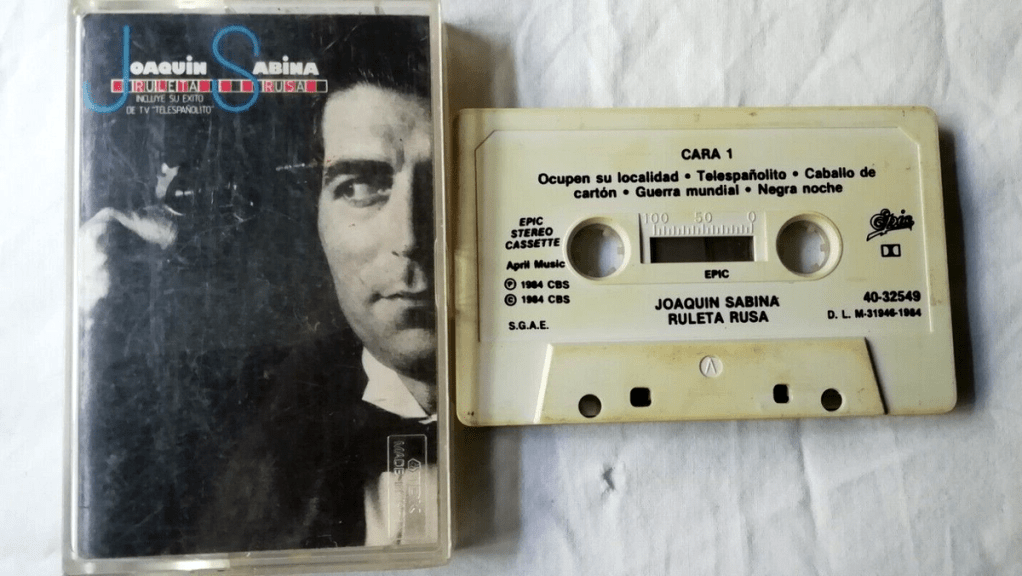 JOAQUIN SABINA
RULETA RUSA
INCLUYE SU EXITO
DE T.V. "TELESPAÑOLITO"
MADE
CARA 1
Ocupen su localidad • Telespañolito • Caballo de
cartón • Guerra mundial • Negra noche
EPIC
STEREO
CASSETTE
100 50 0
Epic
April Music
EPIC
℗ 1984 CBS
© 1984 CBS
JOAQUIN SABINA
RULETA RUSA
40-32549
D. L. M-31946-1984
S.G.A.E.
A